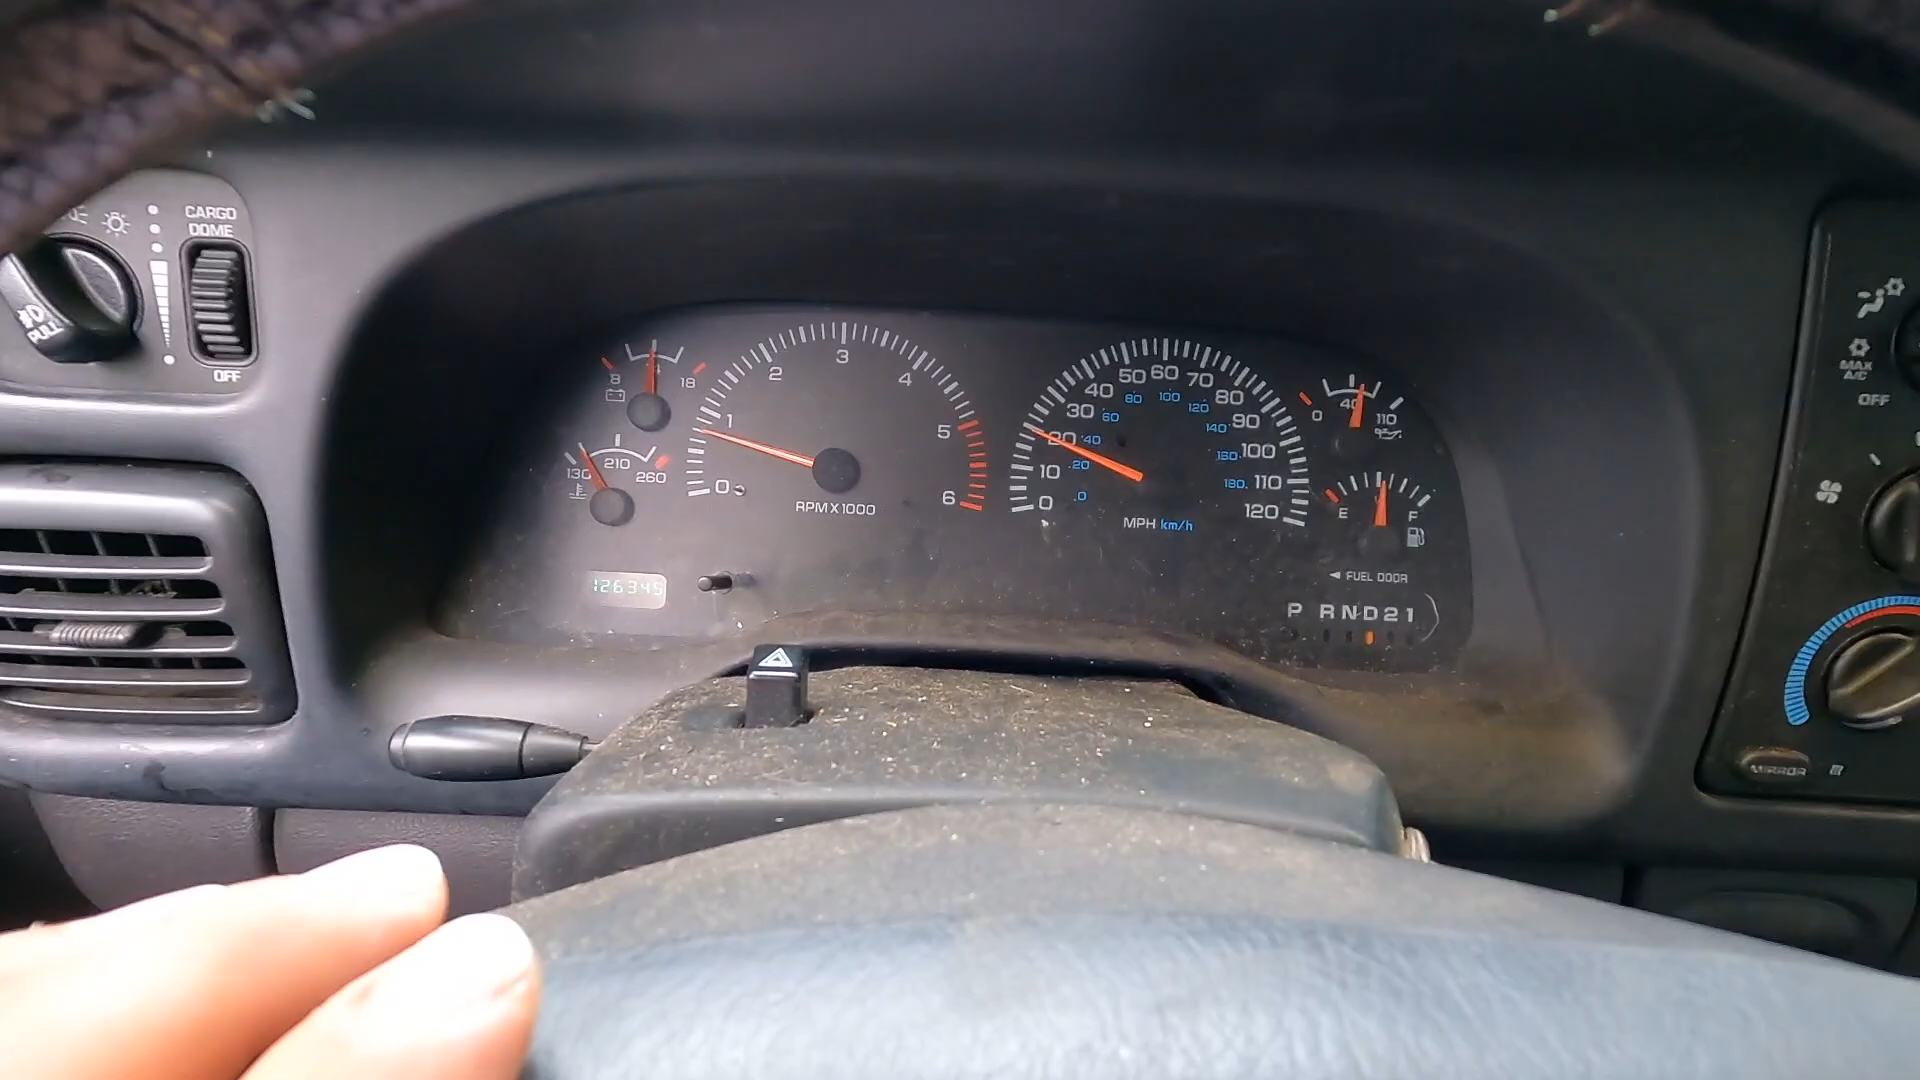 CARGO
DOME
PULL
OFF
8 18
130 210 260
0 1 2 3 4 5 6
RPM X 1000
0 10 20 30 40 50 60 70 80 90 100 110 120
0 20 40 60 80 100 120 140 160 180
MPH km/h
0 40 110
E F
FUEL DOOR
P RND21
126345
MAX
A/C
OFF
MIRROR